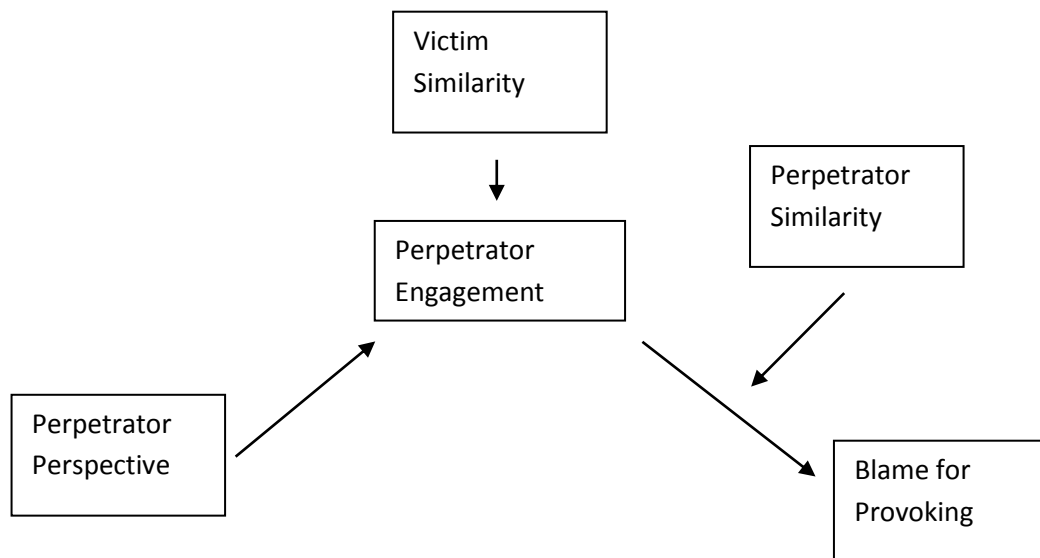 Victim
Similarity
Perpetrator
Similarity
Perpetrator
Engagement
Perpetrator
Perspective
Blame for
Provoking